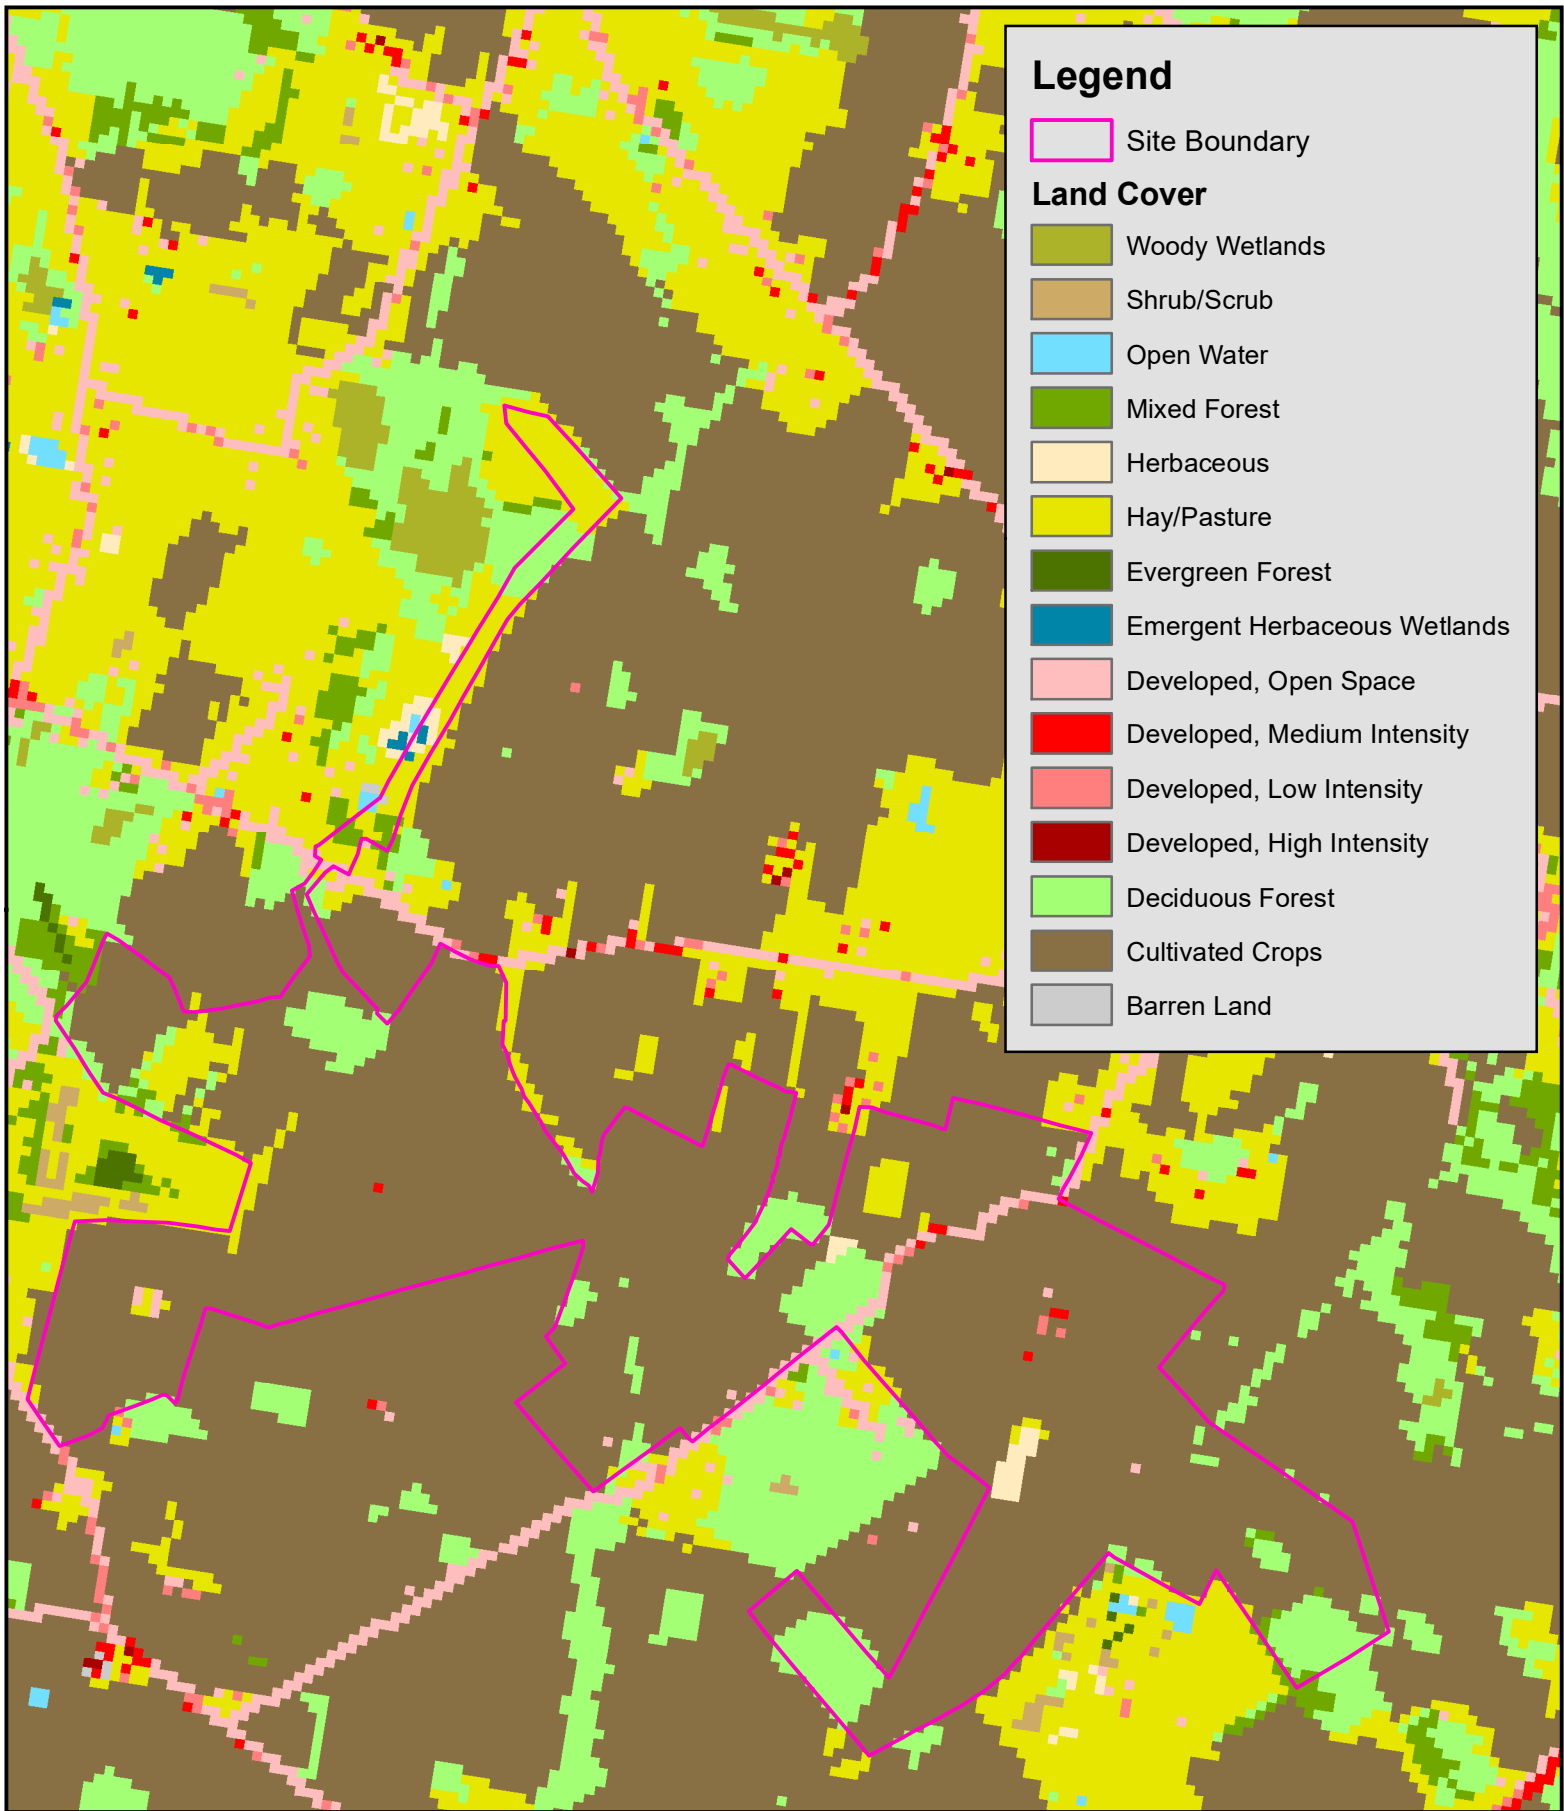 Legend
Site Boundary
Land Cover
Woody Wetlands
Shrub/Scrub
Open Water
Mixed Forest
Herbaceous
Hay/Pasture
Evergreen Forest
Emergent Herbaceous Wetlands
Developed, Open Space
Developed, Medium Intensity
Developed, Low Intensity
Developed, High Intensity
Deciduous Forest
Cultivated Crops
Barren Land